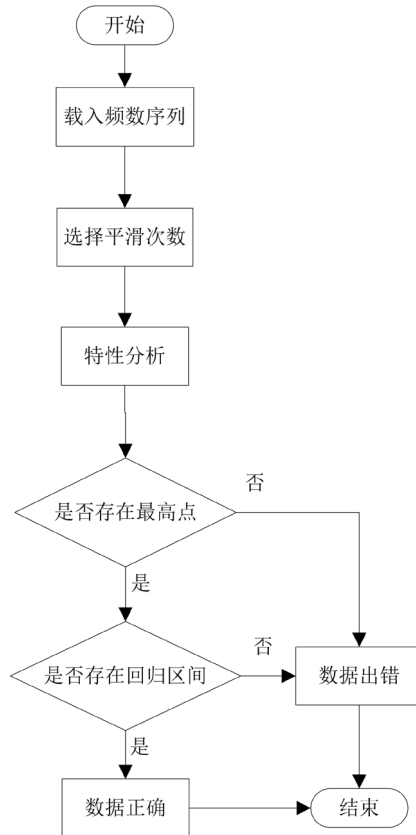 开始
载入频数序列
选择平滑次数
特性分析
否
是否存在最高点
是
否
是否存在回归区间
数据出错
是
数据正确
结束